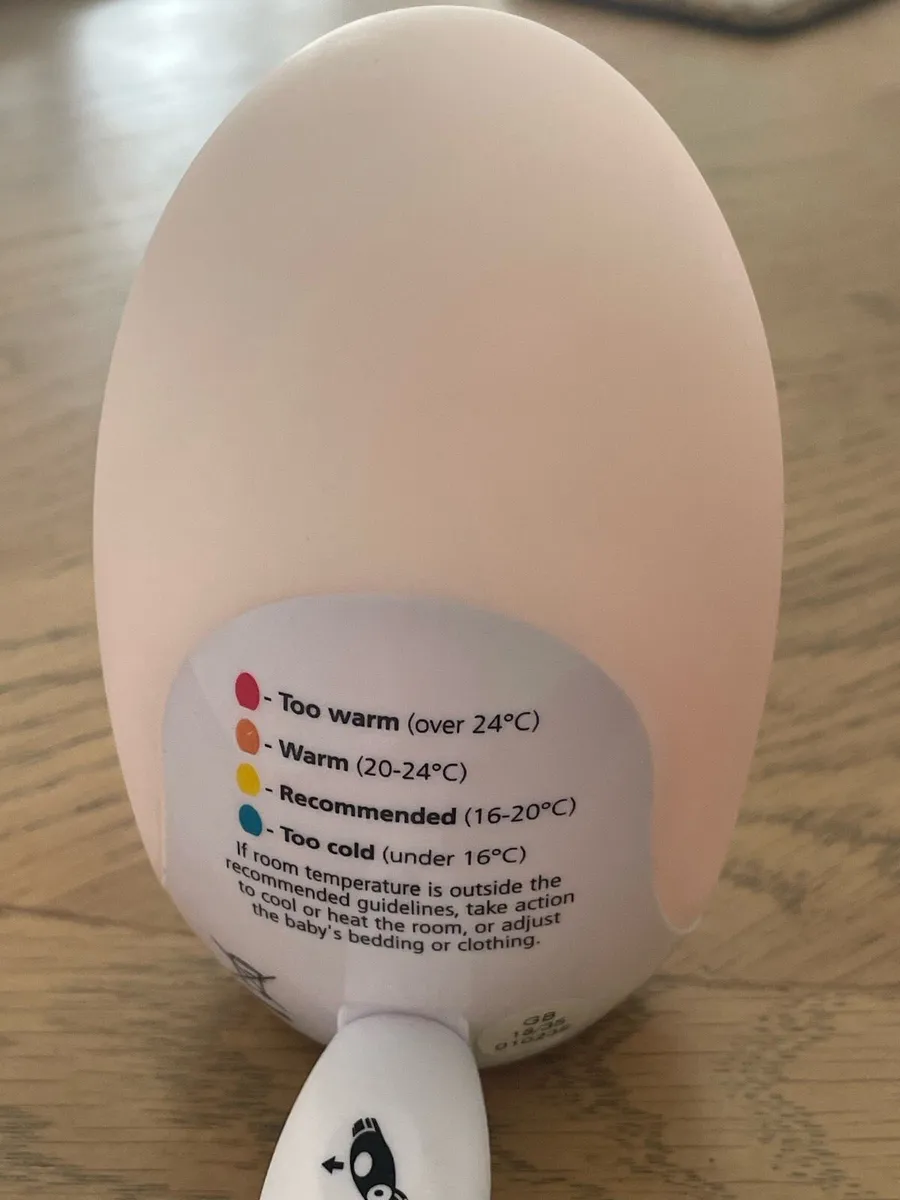 - Too warm (over 24°C)
- Warm (20-24°C)
- Recommended (16-20°C)
- Too cold (under 16°C)
If room temperature is outside the
recommended guidelines, take action
to cool or heat the room, or adjust
the baby's bedding or clothing.
GB
18/35